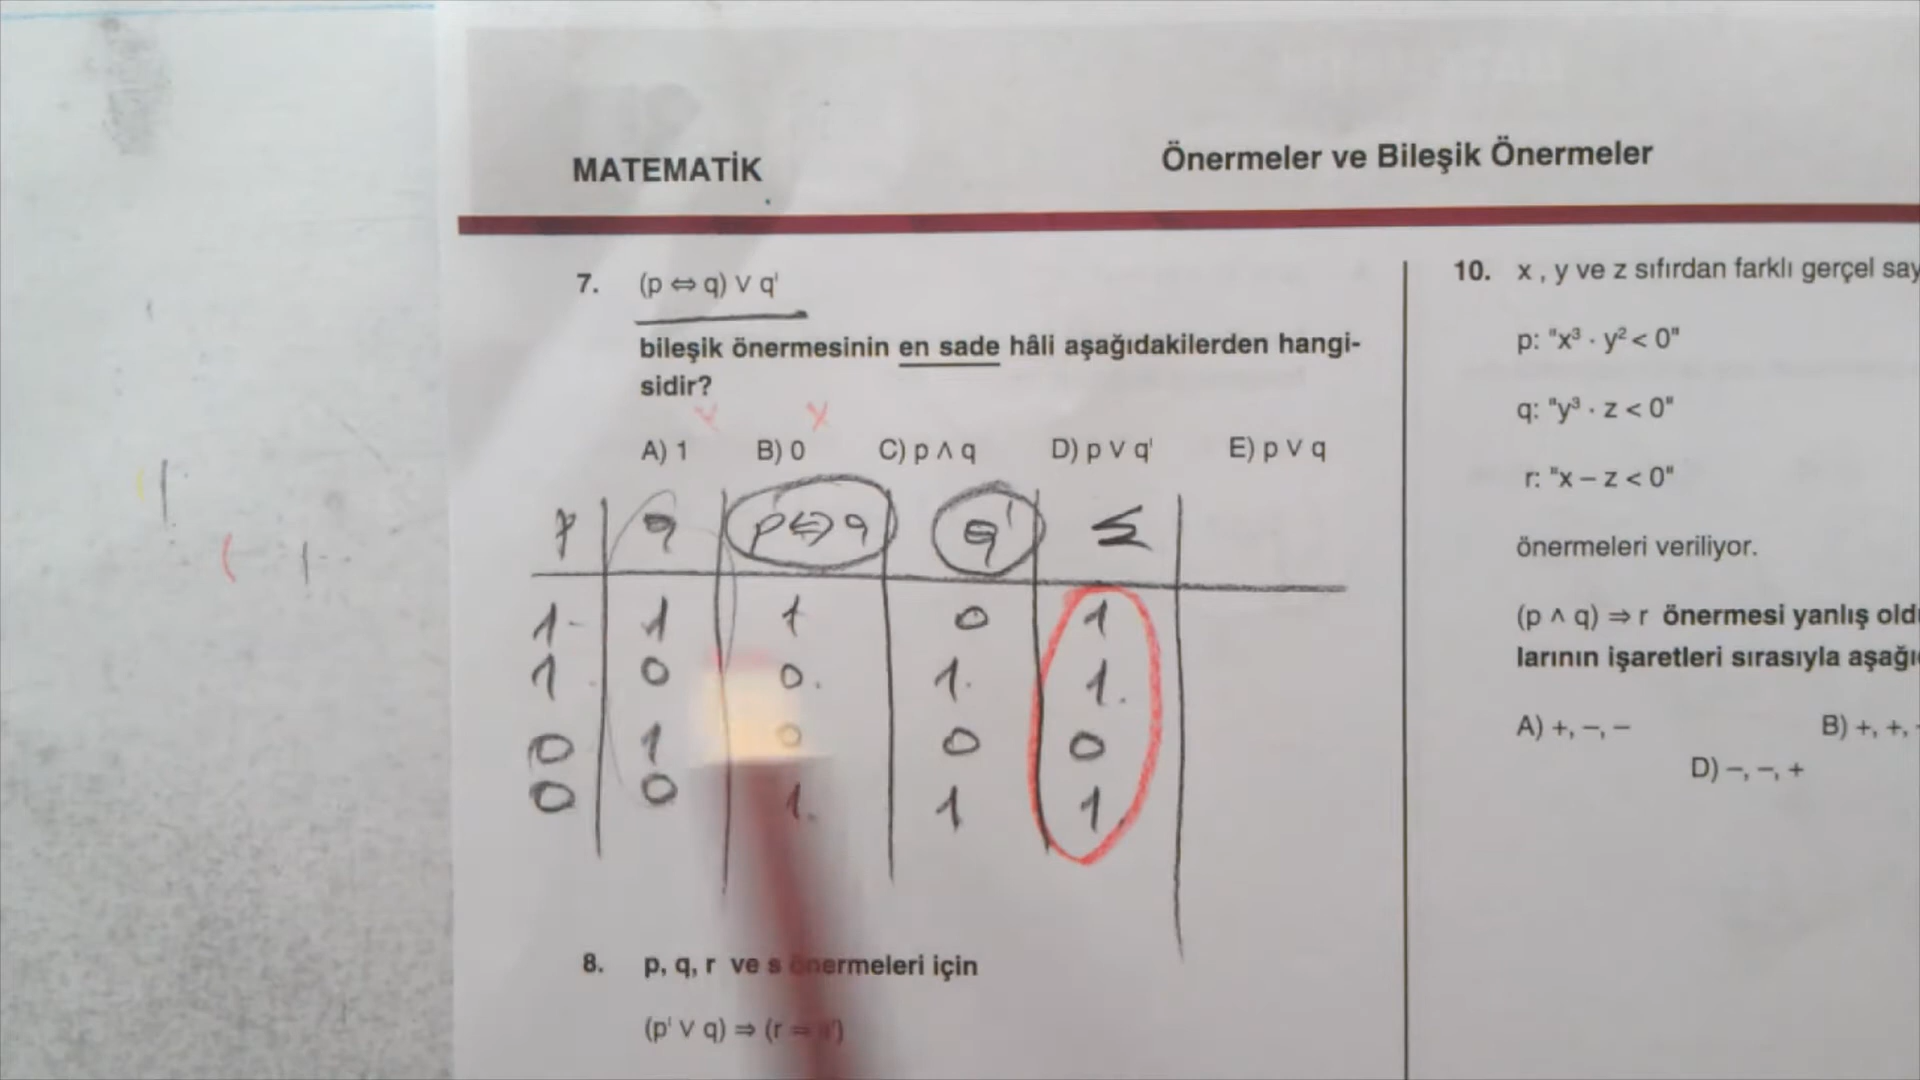 MATEMATİK
Önermeler ve Bileşik Önermeler
7. (p ⇔ q) ∨ q'
bileşik önermesinin en sade hâli aşağıdakilerden hangi-
sidir?
A) 1 B) 0 C) p ∧ q D) p ∨ q' E) p ∨ q
p q p⇔q q'
1 1 1 0 1
1 0 0 1 1
0 1 0 0 0
0 0 1 1 1
8. p, q, r ve s önermeleri için
(p' ∨ q) ⇒ (r
10. x , y ve z sıfırdan farklı gerçel say
p: "x³ · y² < 0"
q: "y³ · z < 0"
r: "x – z < 0"
önermeleri veriliyor.
(p ∧ q) ⇒ r önermesi yanlış old
larının işaretleri sırasıyla aşağı
A) +, –, – B) +, +,
D) –, –, +